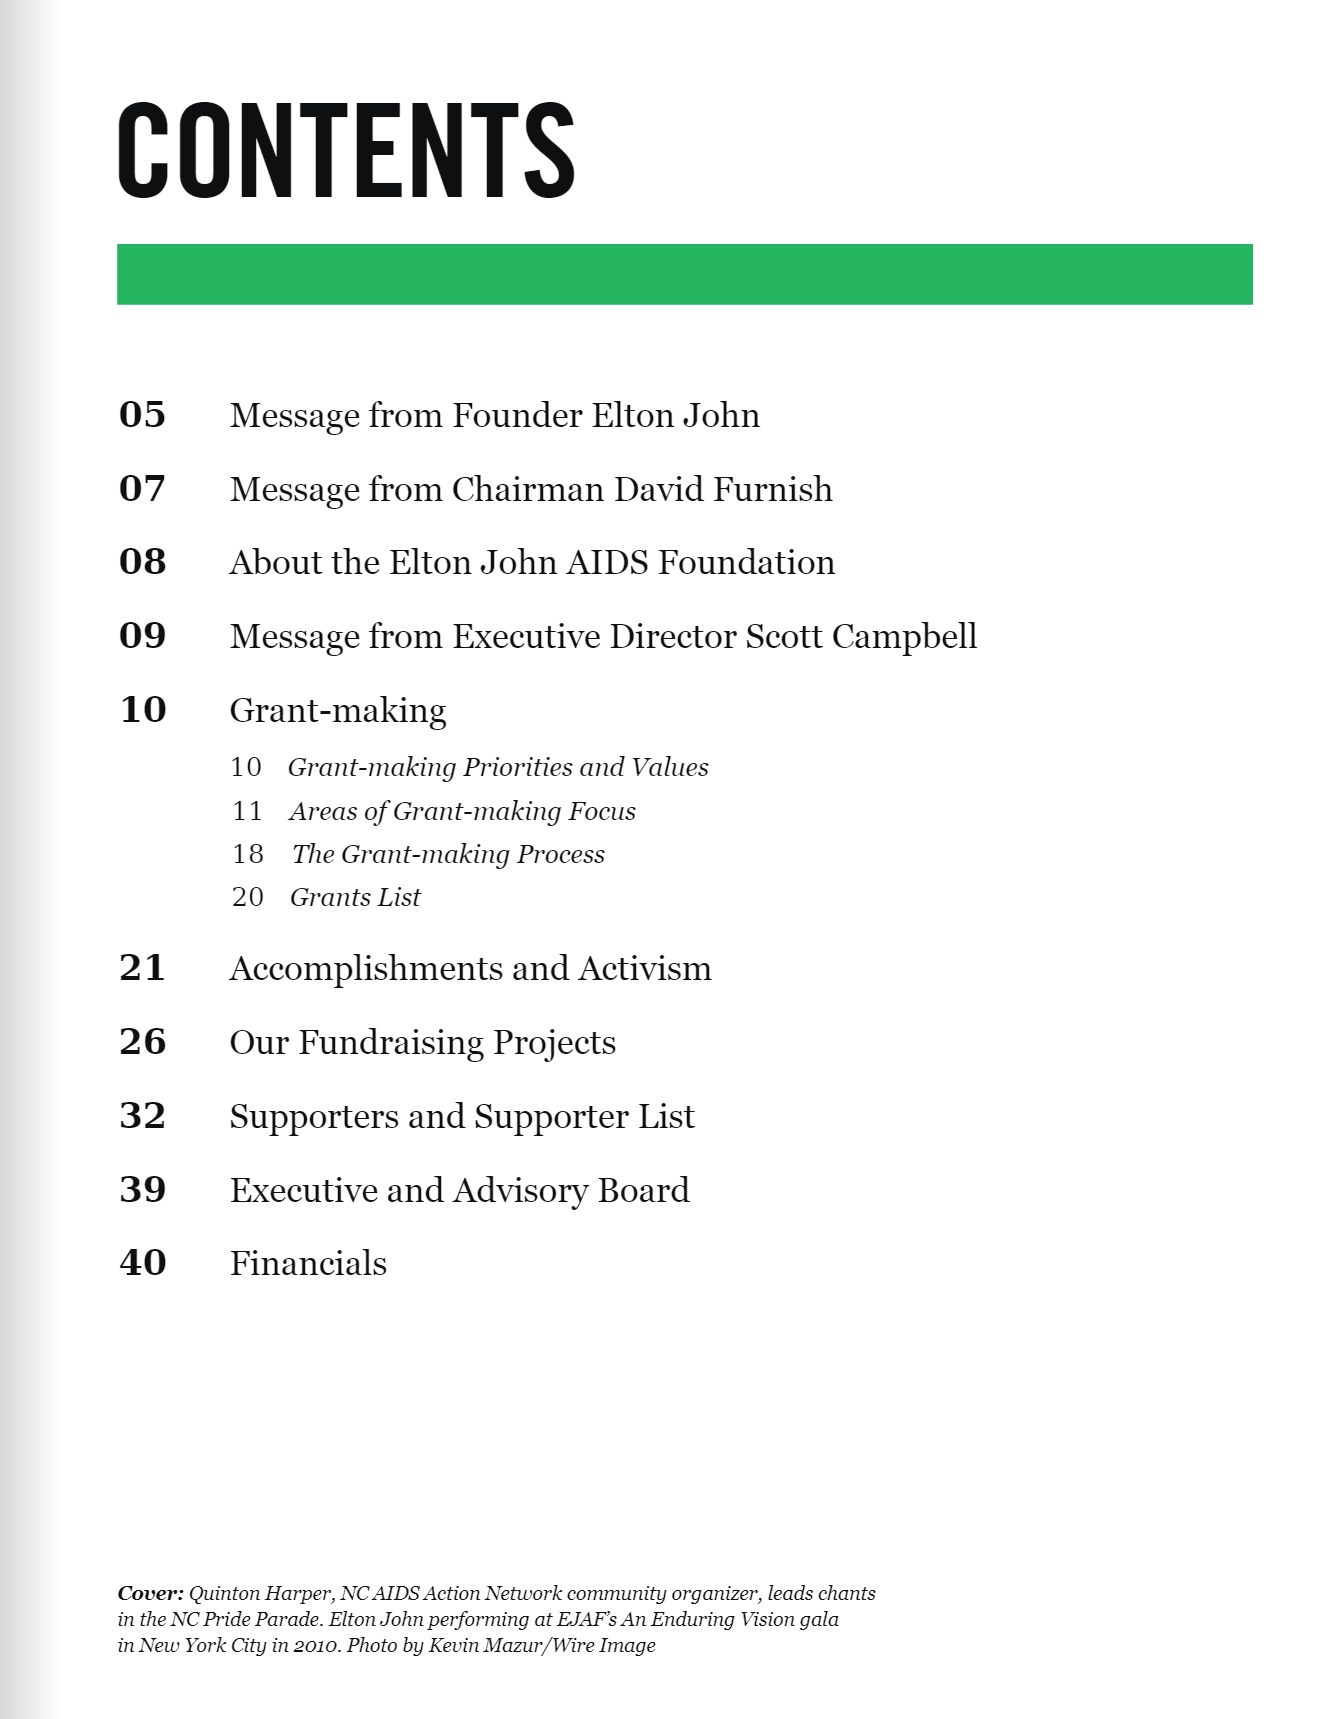 CONTENTS
05 Message from Founder Elton John
07 Message from Chairman David Furnish
08 About the Elton John AIDS Foundation
09 Message from Executive Director Scott Campbell
10 Grant-making
10 Grant-making Priorities and Values
11 Areas of Grant-making Focus
18 The Grant-making Process
20 Grants List
21 Accomplishments and Activism
26 Our Fundraising Projects
32 Supporters and Supporter List
39 Executive and Advisory Board
40 Financials
Cover: Quinton Harper, NC AIDS Action Network community organizer, leads chants
in the NC Pride Parade. Elton John performing at EJAF’s An Enduring Vision gala
in New York City in 2010. Photo by Kevin Mazur/Wire Image